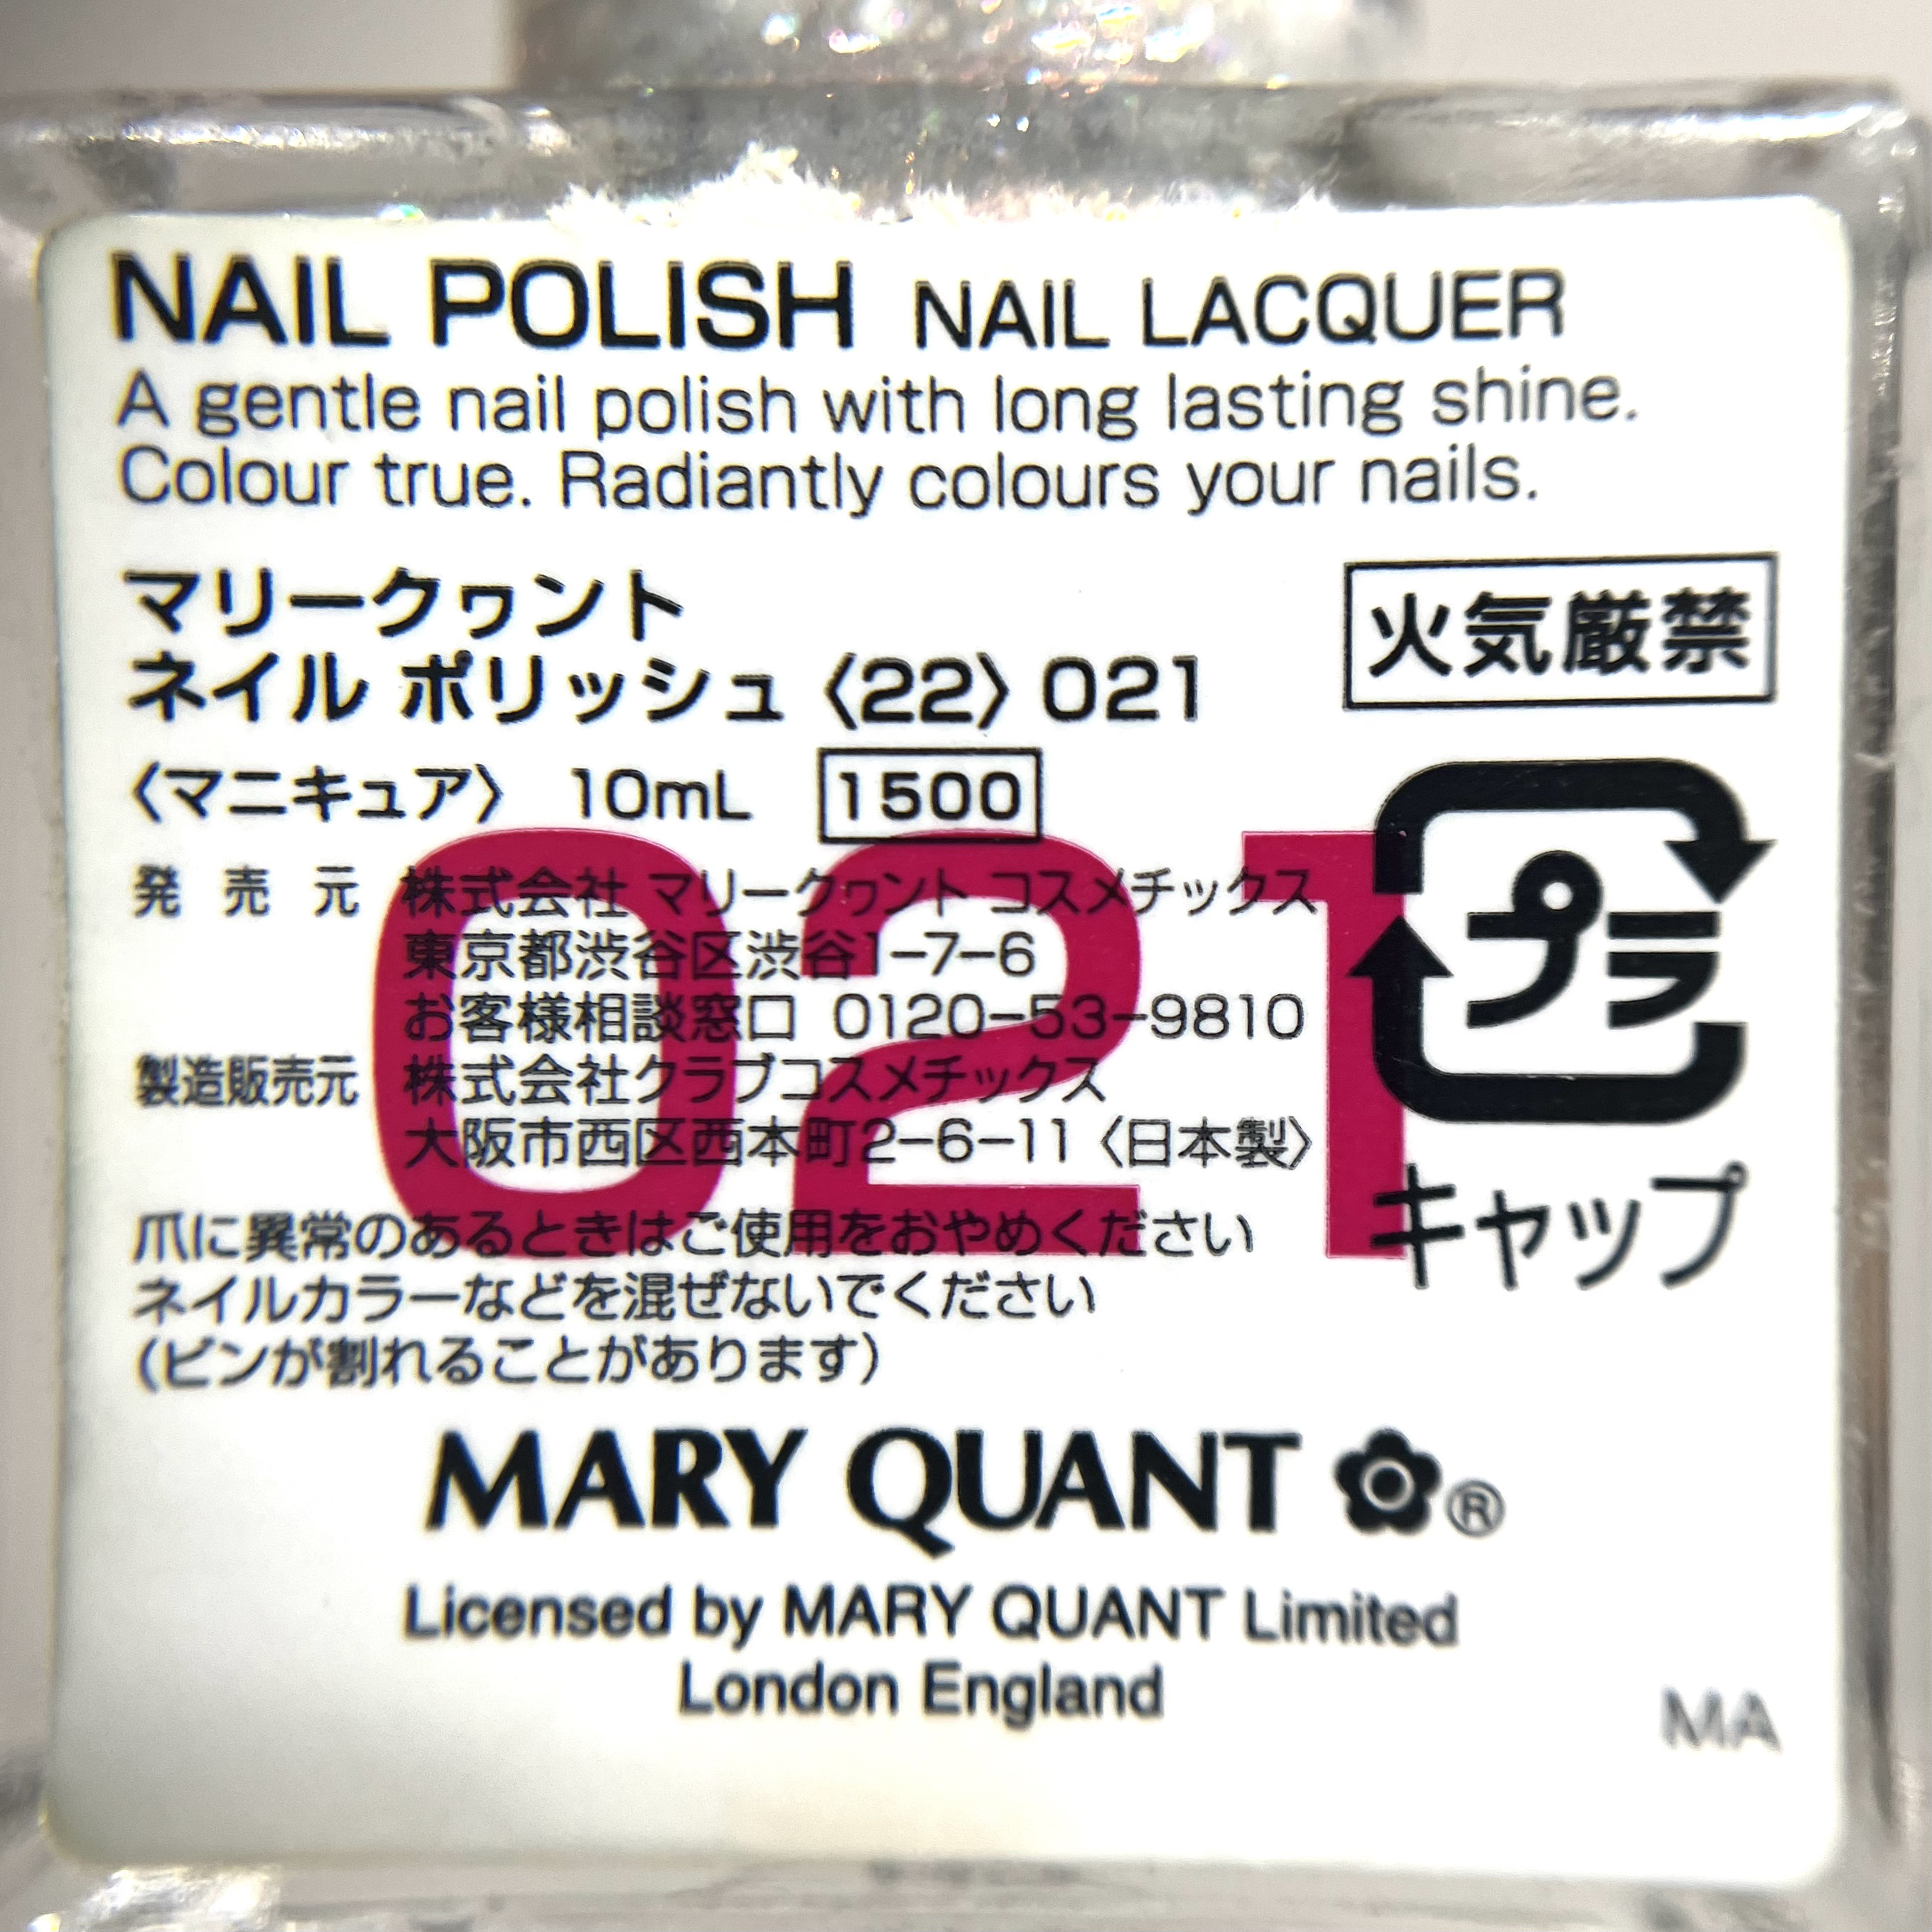 NAIL POLISH NAIL LACQUER
A gentle nail polish with long lasting shine.
Colour true. Radiantly colours your nails.
マリークヮント
ネイル ポリッシュ〈22〉021
火気厳禁
〈マニキュア〉 10mL 1500
021
発売元 株式会社 マリークヮント コスメチックス
東京都渋谷区渋谷1-7-6
お客様相談窓口 0120-53-9810
製造販売元 株式会社クラブコスメチックス
大阪市西区西本町2-6-11〈日本製〉
プラ
キャップ
爪に異常のあるときはご使用をおやめください
ネイルカラーなどを混ぜないでください
(ビンが割れることがあります)
MARY QUANT ®
Licensed by MARY QUANT Limited
London England
MA